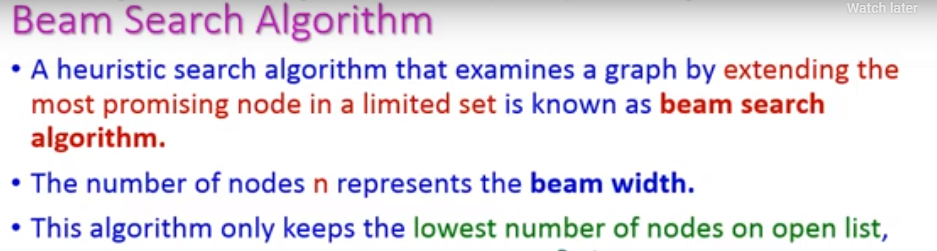 Beam Search Algorithm
Watch later
• A heuristic search algorithm that examines a graph by extending the
most promising node in a limited set is known as beam search
algorithm.
• The number of nodes n represents the beam width.
• This algorithm only keeps the lowest number of nodes on open list,